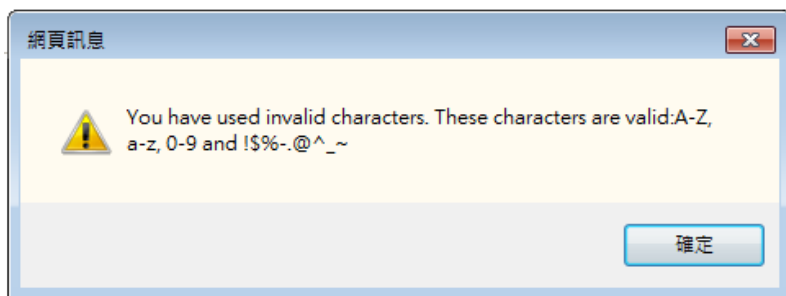 網頁訊息
You have used invalid characters. These characters are valid:A-Z,
a-z, 0-9 and !$%-.@^_~
確定